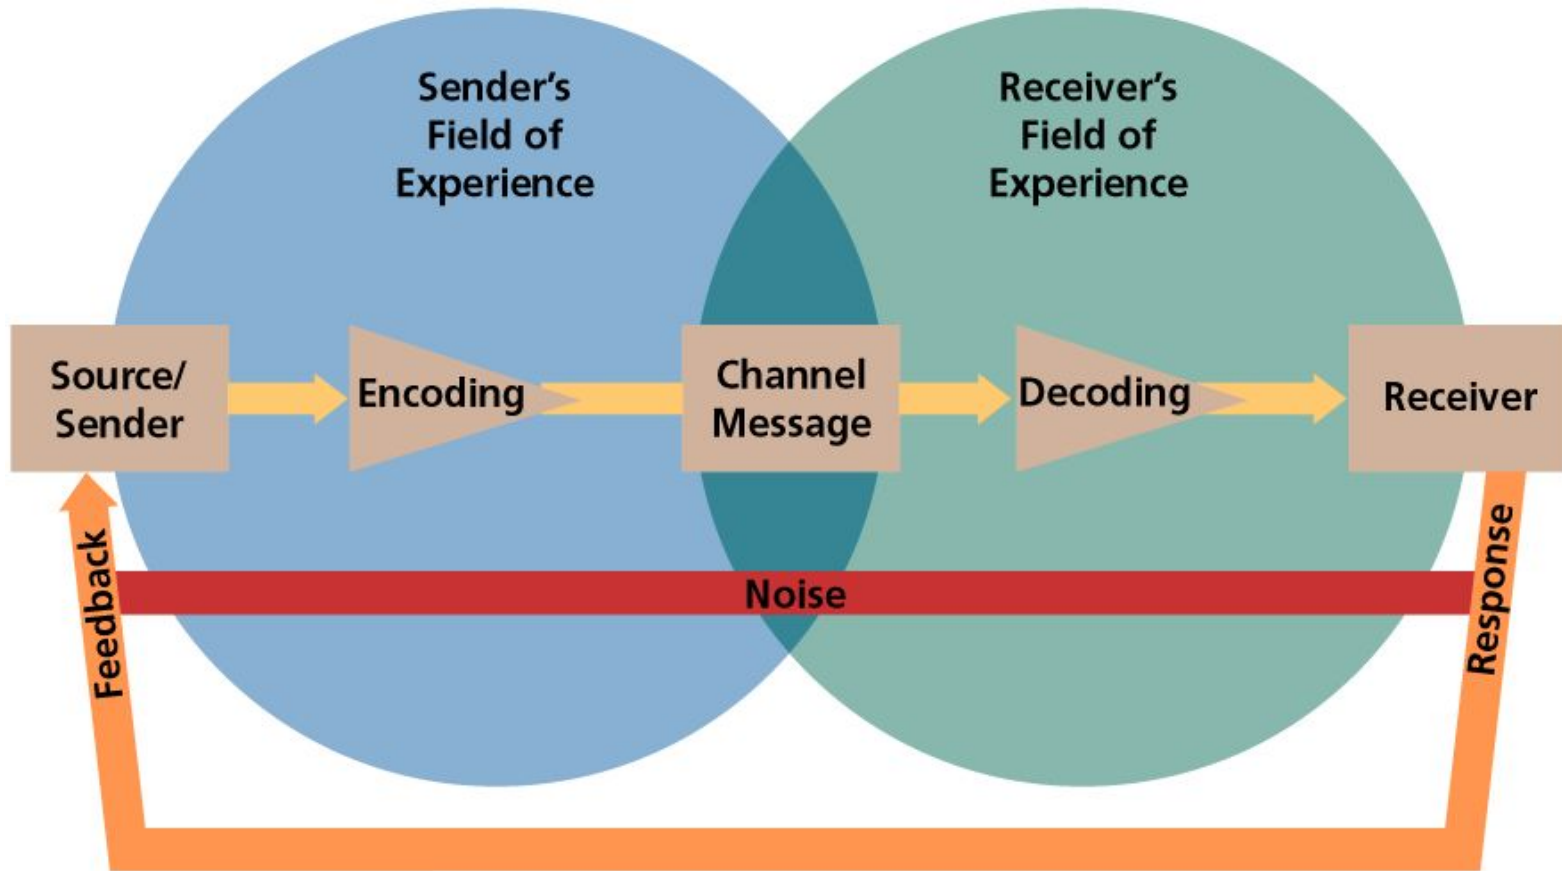 Sender's
Field of
Experience
Receiver's
Field of
Experience
Source/
Sender
Encoding
Channel
Message
Decoding
Receiver
Feedback
Noise
Response